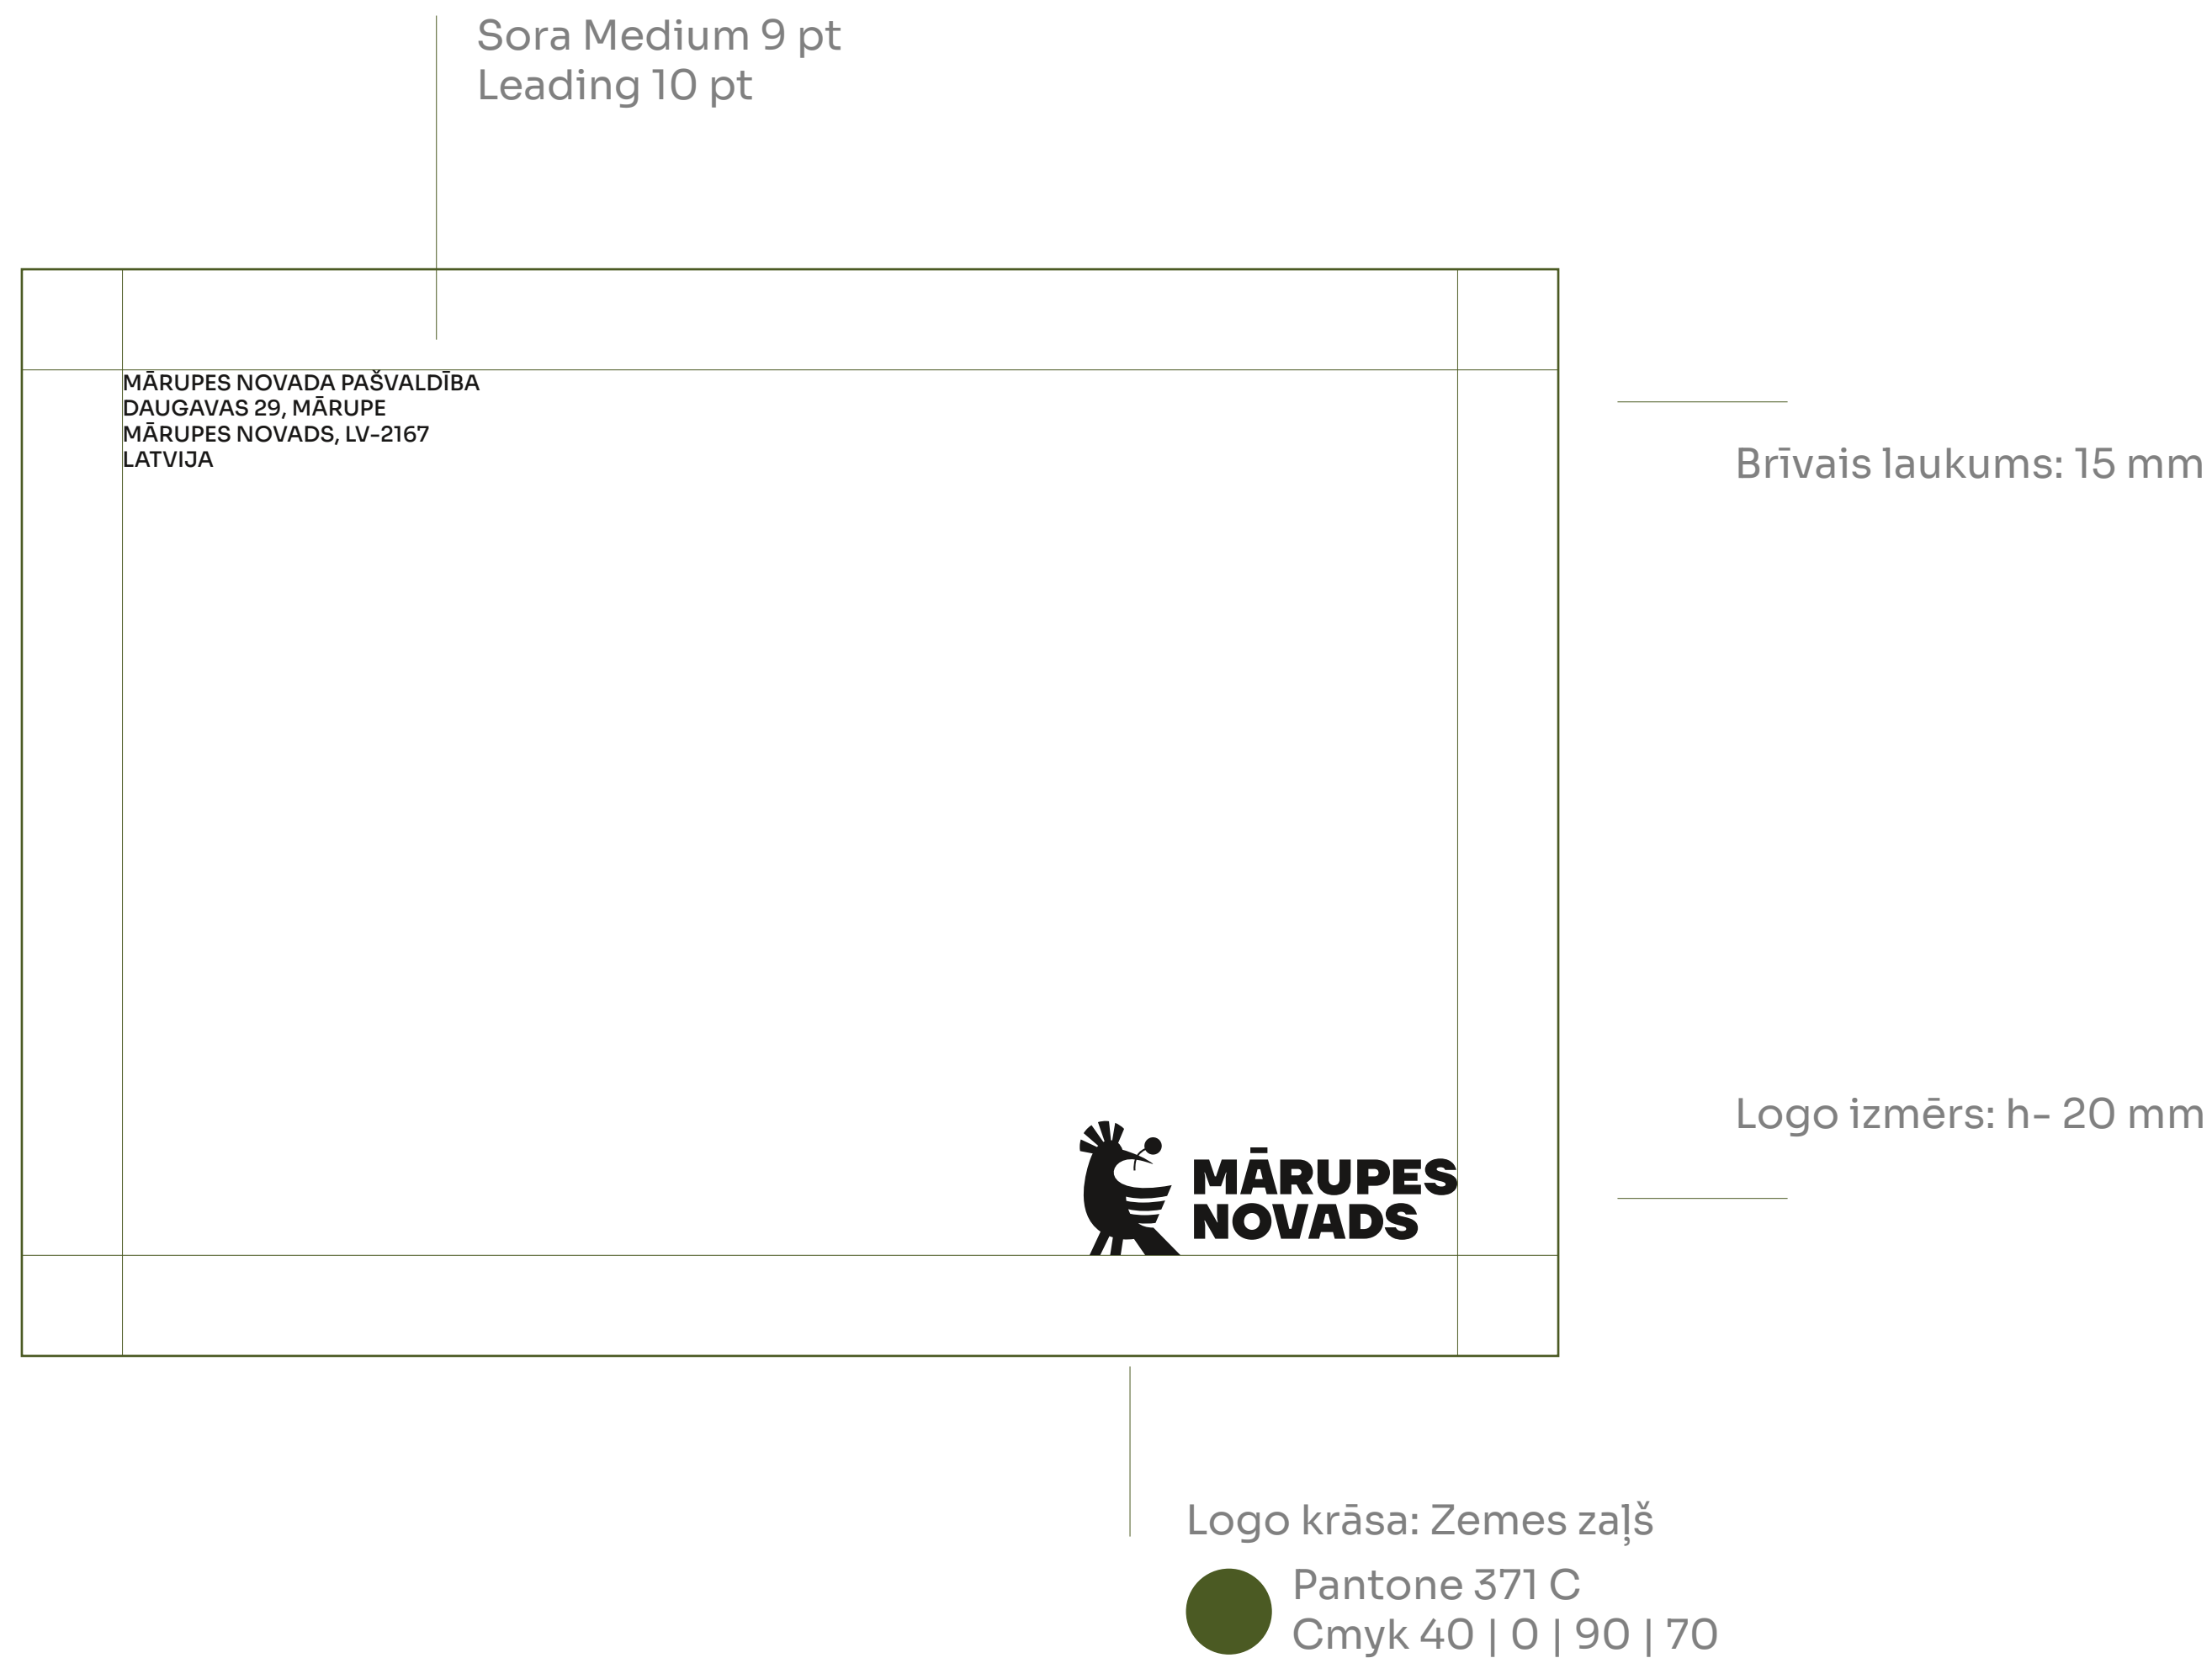 Sora Medium 9 pt
Leading 10 pt
MĀRUPES NOVADA PAŠVALDĪBA
DAUGAVAS 29, MĀRUPE
MĀRUPES NOVADS, LV-2167
LATVIJA
Brīvais laukums: 15 mm
Logo izmērs: h- 20 mm
MĀRUPES
NOVADS
Logo krāsa: Zemes zaļš
Pantone 371 C
Cmyk 40 | 0 | 90 | 70